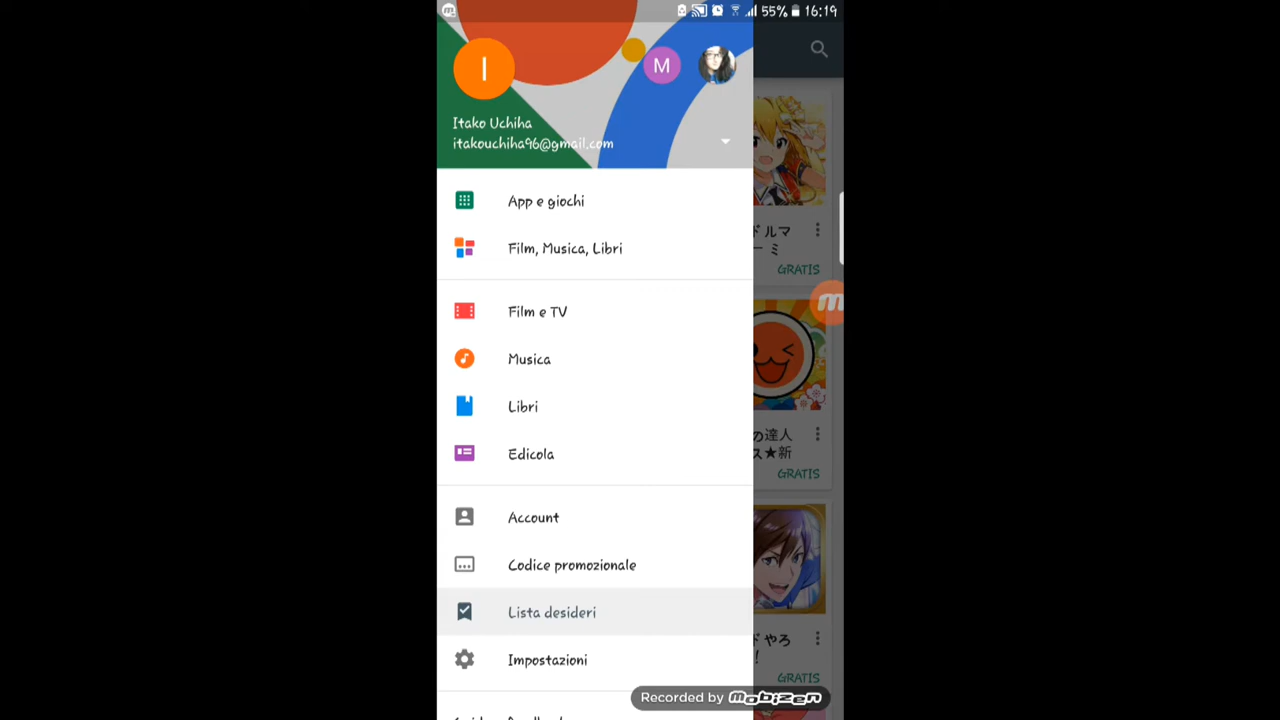 55% 16:19
I
M
Itako Uchiha
itakouchiha96@gmail.com
App e giochi
Film, Musica, Libri
Film e TV
Musica
Libri
Edicola
Account
Codice promozionale
Lista desideri
Impostazioni
ドルマ
ー ミ
GRATIS
の達人
ス★新
GRATIS
ド やろ
!
GRATIS
Recorded by mobizen